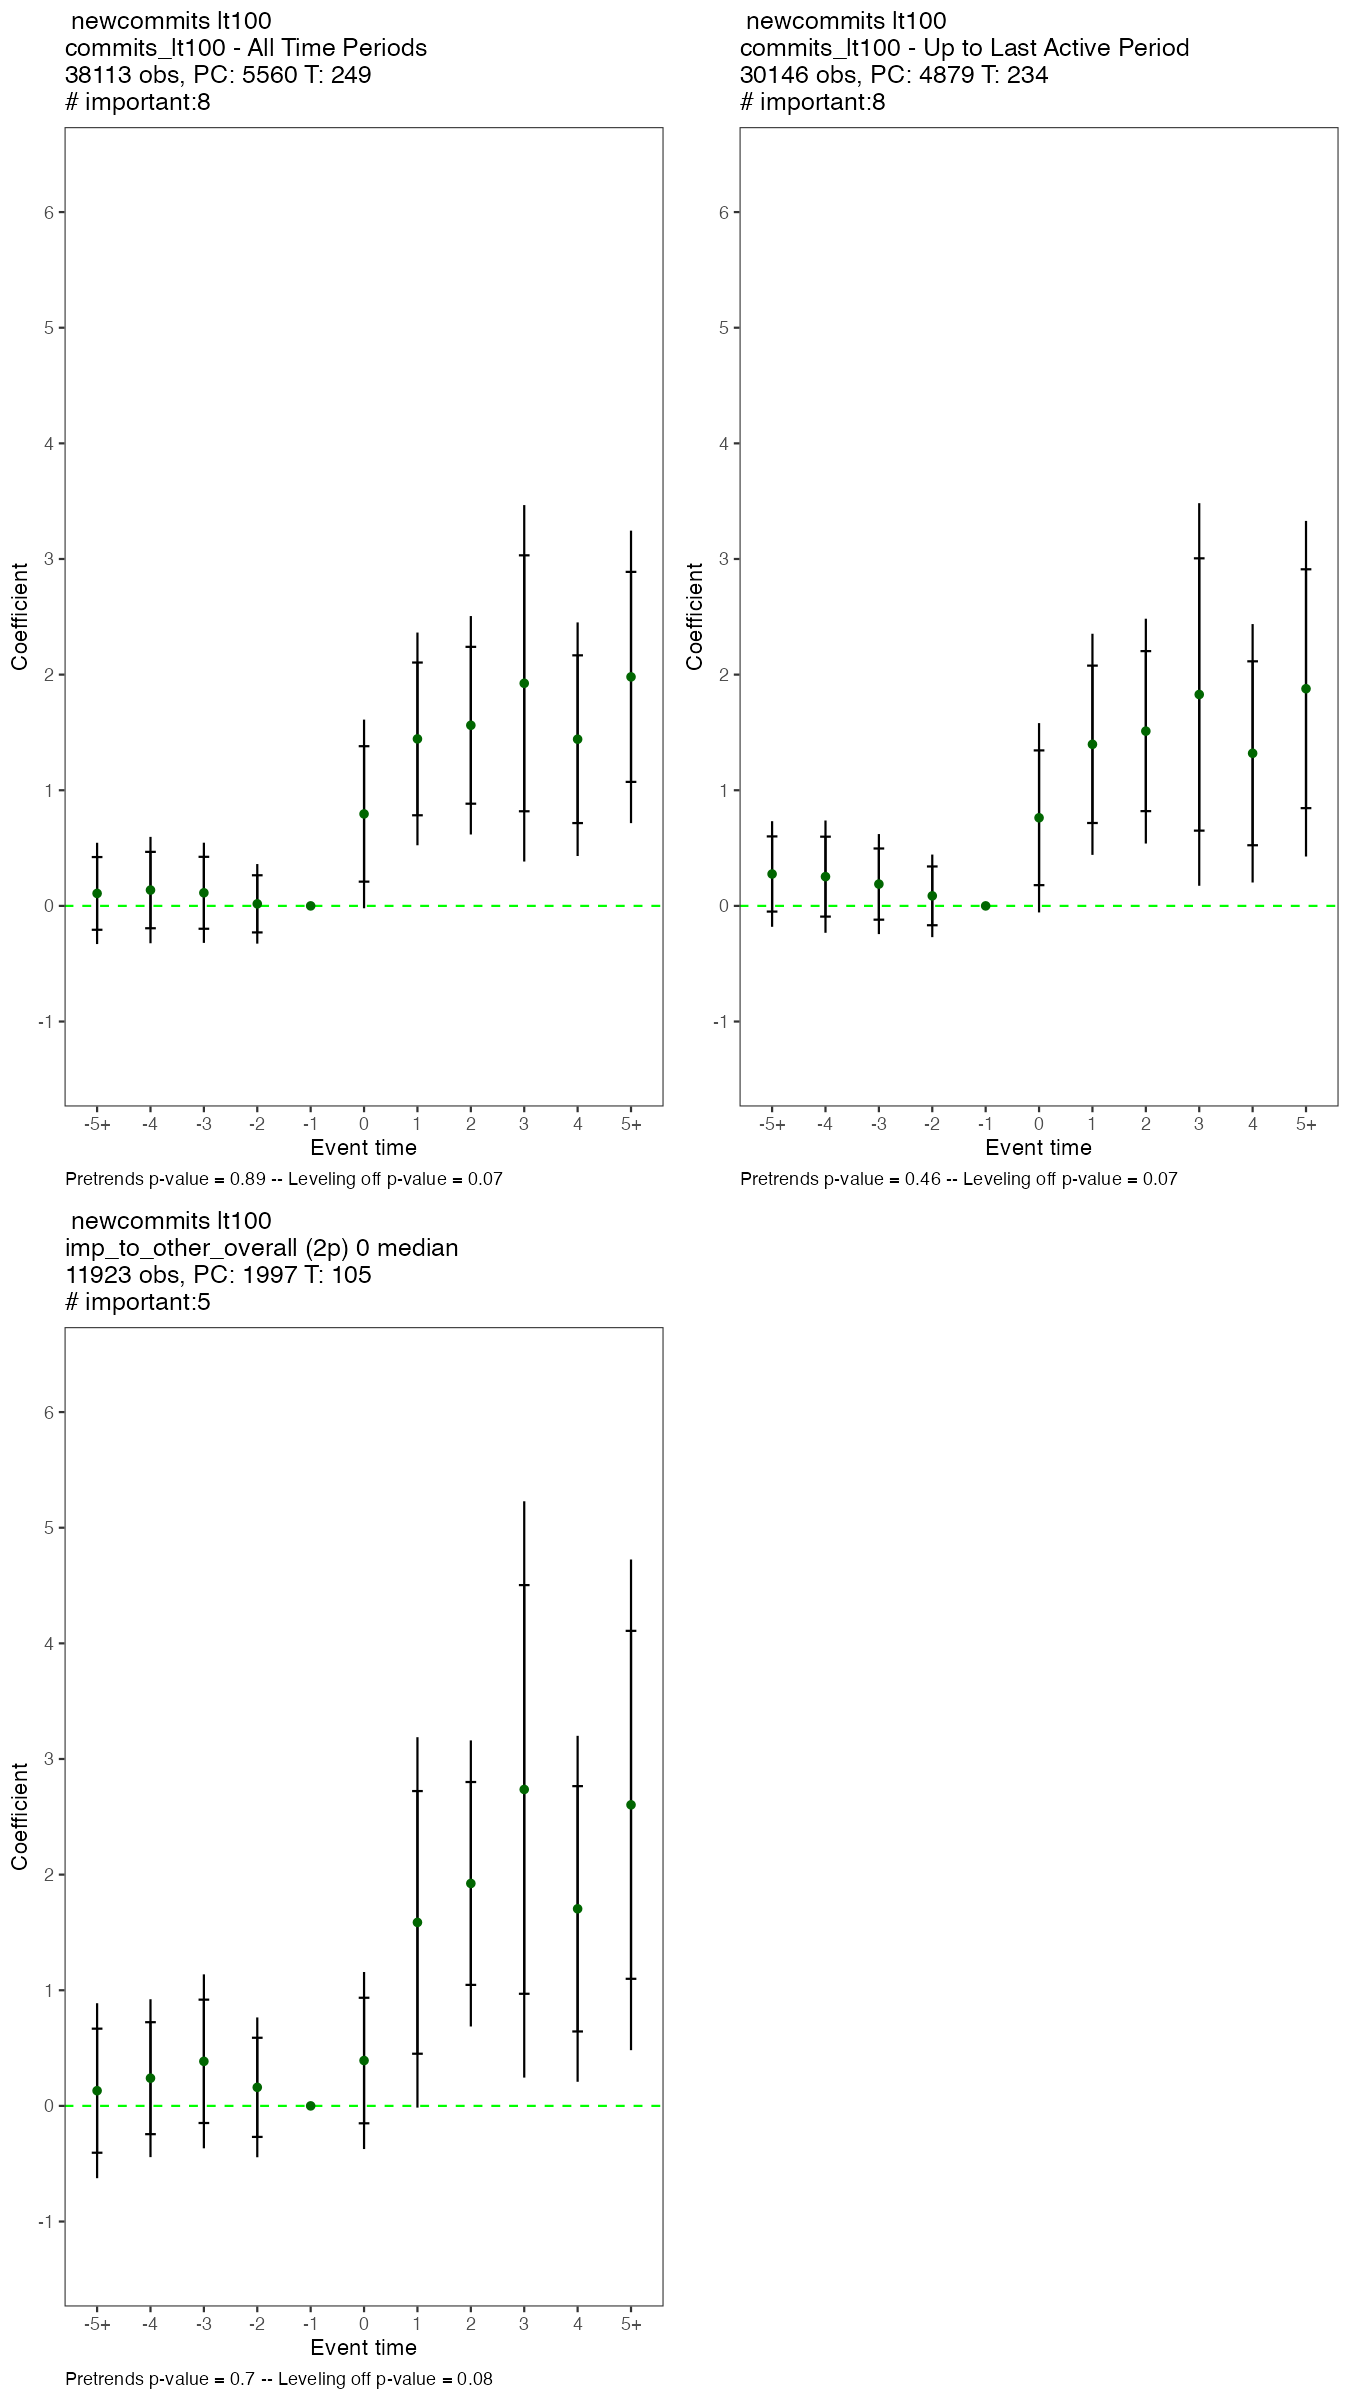 newcommits lt100
commits_lt100 - All Time Periods
38113 obs, PC: 5560 T: 249
# important:8
6
5
4
3
2
1
0
-1
Coefficient
-5+ -4 -3 -2 -1 0 1 2 3 4 5+
Event time
Pretrends p-value = 0.89 -- Leveling off p-value = 0.07
newcommits lt100
commits_lt100 - Up to Last Active Period
30146 obs, PC: 4879 T: 234
# important:8
6
5
4
3
2
1
0
-1
Coefficient
-5+ -4 -3 -2 -1 0 1 2 3 4 5+
Event time
Pretrends p-value = 0.46 -- Leveling off p-value = 0.07
newcommits lt100
imp_to_other_overall (2p) 0 median
11923 obs, PC: 1997 T: 105
# important:5
6
5
4
3
2
1
0
-1
Coefficient
-5+ -4 -3 -2 -1 0 1 2 3 4 5+
Event time
Pretrends p-value = 0.7 -- Leveling off p-value = 0.08